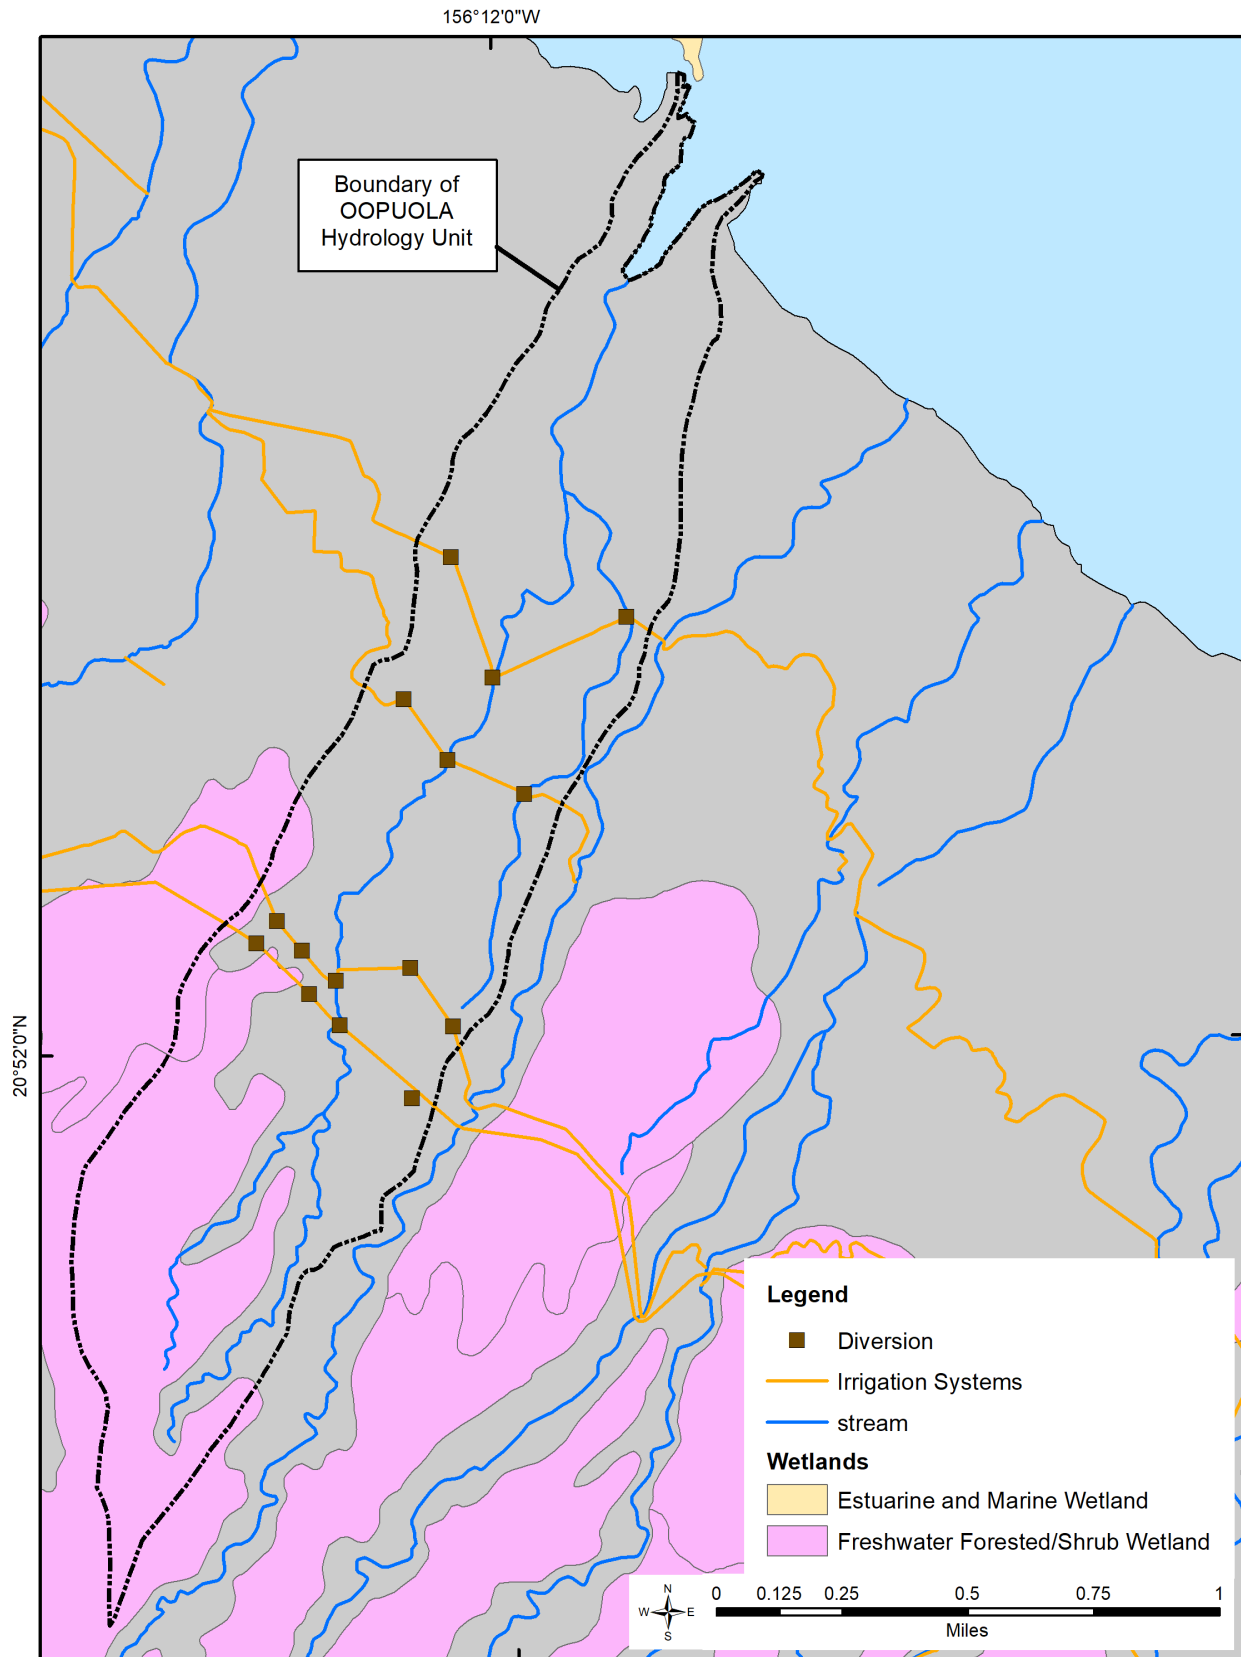 156°12'0"W
Boundary of
OOPUOLA
Hydrology Unit
20°52'0"N
Legend
Diversion
Irrigation Systems
stream
Wetlands
Estuarine and Marine Wetland
Freshwater Forested/Shrub Wetland
N
W E
S
0 0.125 0.25 0.5 0.75 1
Miles